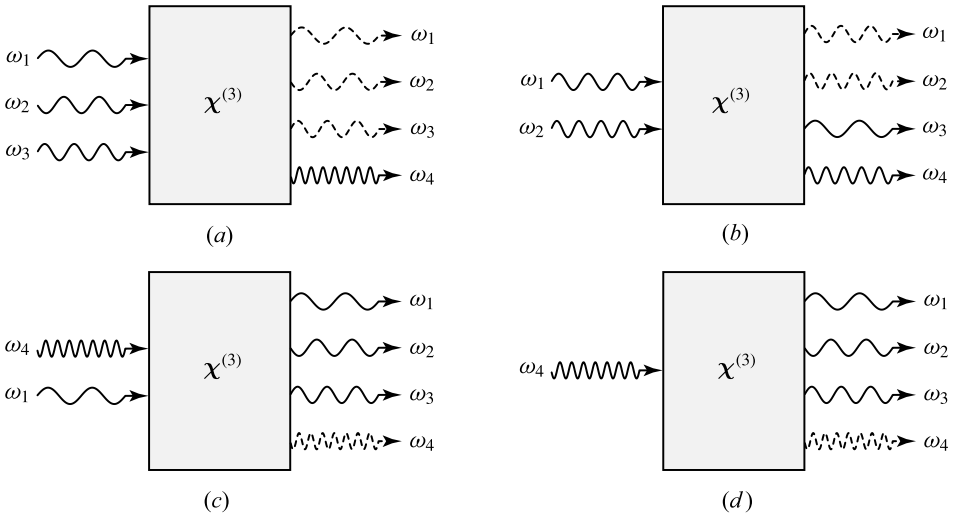 ω₁ χ⁽³⁾ ω₁
ω₂ ω₂
ω₃ ω₃
ω₄
(a)
ω₁ χ⁽³⁾ ω₁
ω₂ ω₂
ω₃
ω₄
(b)
ω₄ χ⁽³⁾ ω₁
ω₁ ω₂
ω₃
ω₄
(c)
ω₄ χ⁽³⁾ ω₁
ω₂
ω₃
ω₄
(d)